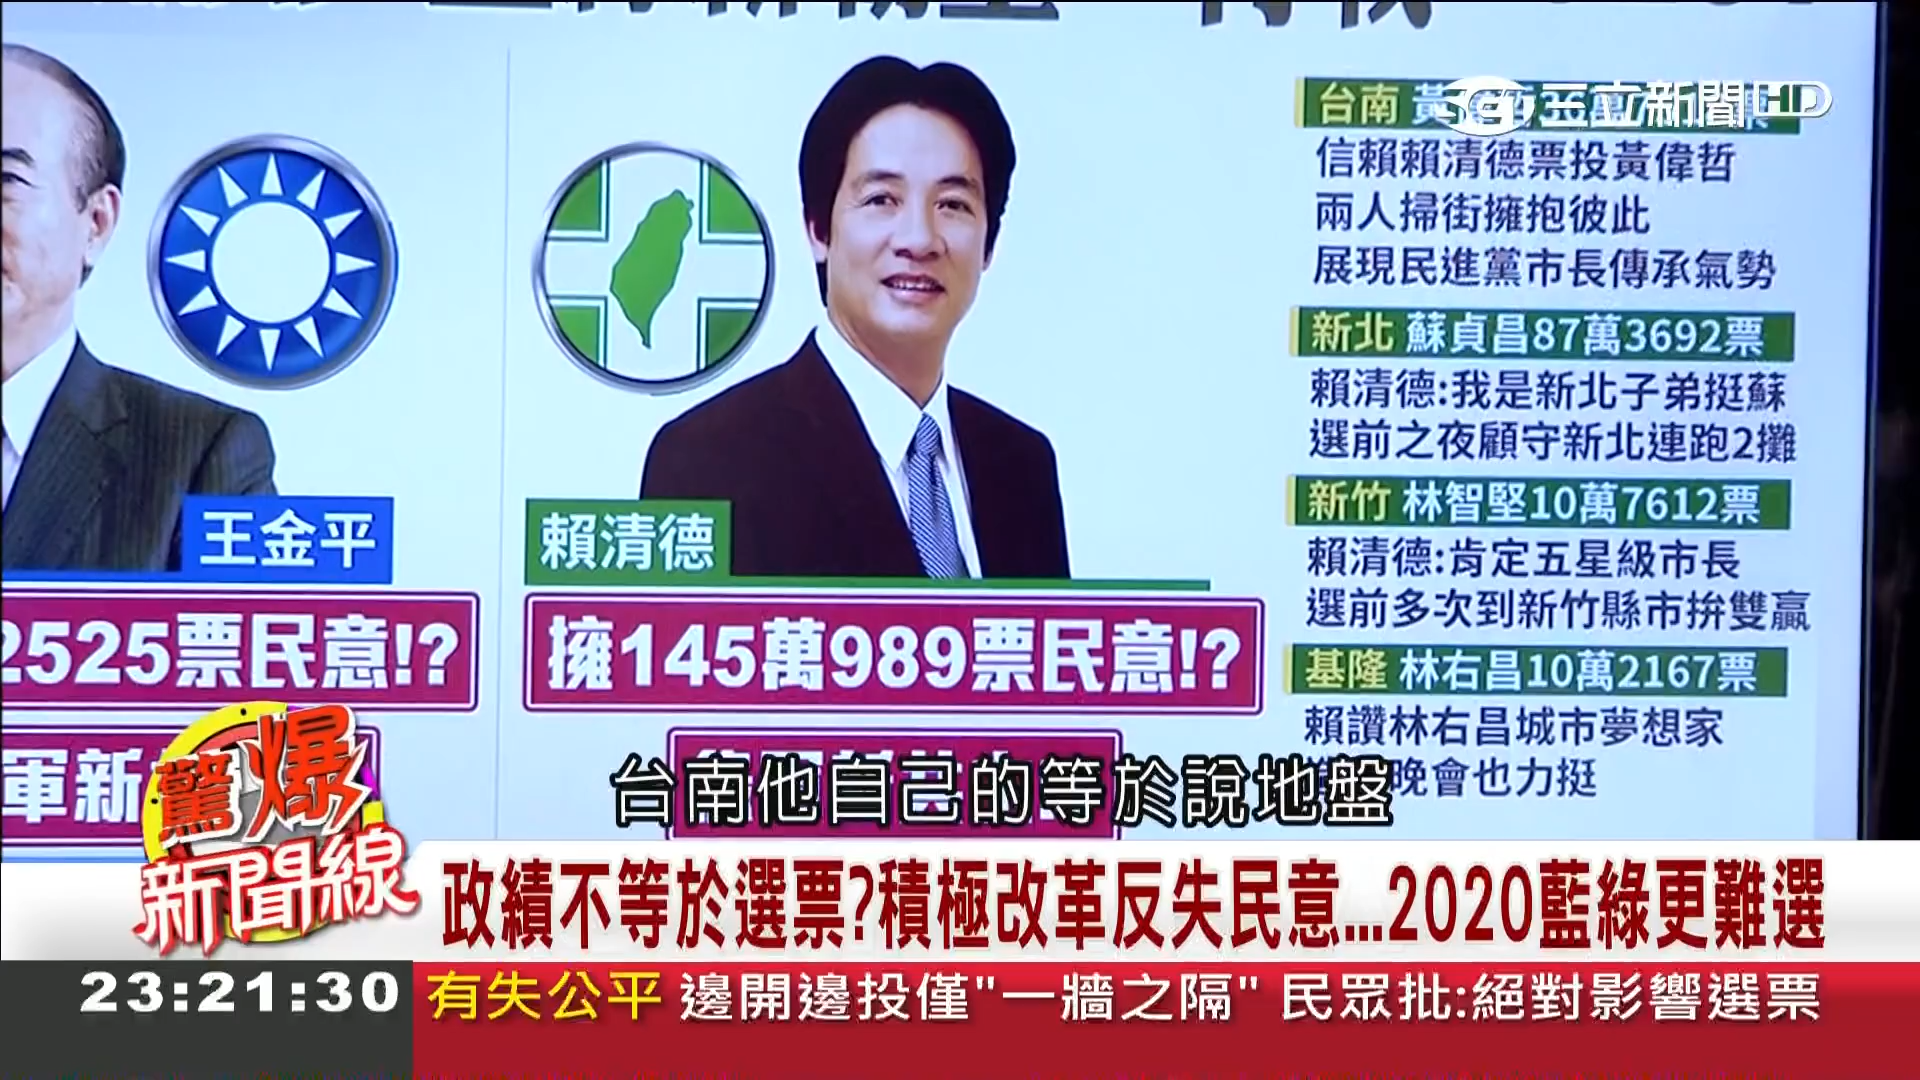 三立新聞HD
台南
信賴賴清德票投黃偉哲
兩人掃街擁抱彼此
展現民進黨市長傳承氣勢
新北 蘇貞昌87萬3692票
賴清德:我是新北子弟挺蘇
選前之夜顧守新北連跑2攤
新竹 林智堅10萬7612票
賴清德:肯定五星級市長
選前多次到新竹縣市拚雙贏
基隆 林右昌10萬2167票
賴讚林右昌城市夢想家
晚會也力挺
王金平
賴清德
2525票民意!?
擁145萬989票民意!?
軍新
台南他自己的等於說地盤
驚爆
新聞線
政績不等於選票?積極改革反失民意...2020藍綠更難選
23:21:30
有失公平 邊開邊投僅"一牆之隔" 民眾批:絕對影響選票